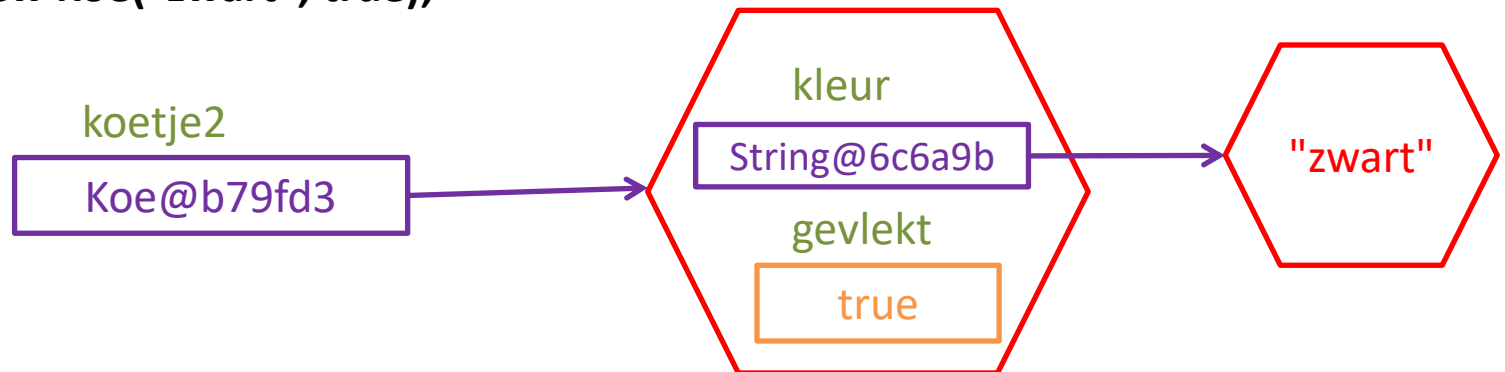 koetje2
Koe@b79fd3
kleur
String@6c6a9b
gevlekt
true
"zwart"